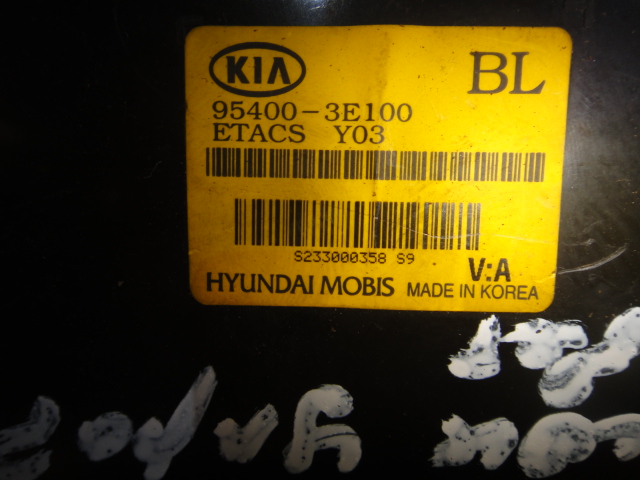 KIA BL
95400-3E100
ETACS Y03
S233000358 S9
V:A
HYUNDAI MOBIS MADE IN KOREA